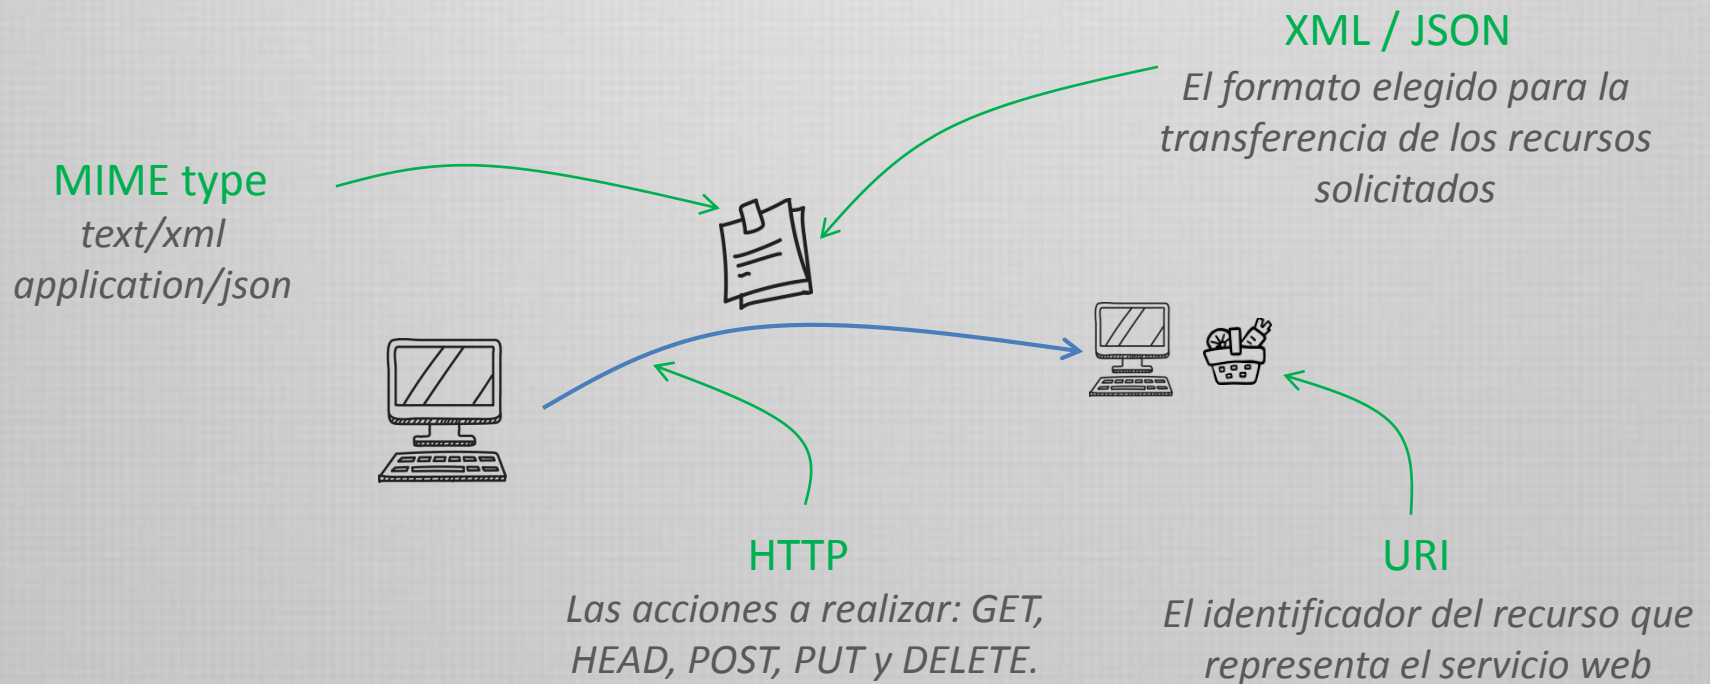 XML / JSON
El formato elegido para la
transferencia de los recursos
solicitados
MIME type
text/xml
application/json
HTTP
Las acciones a realizar: GET,
HEAD, POST, PUT y DELETE.
URI
El identificador del recurso que
representa el servicio web